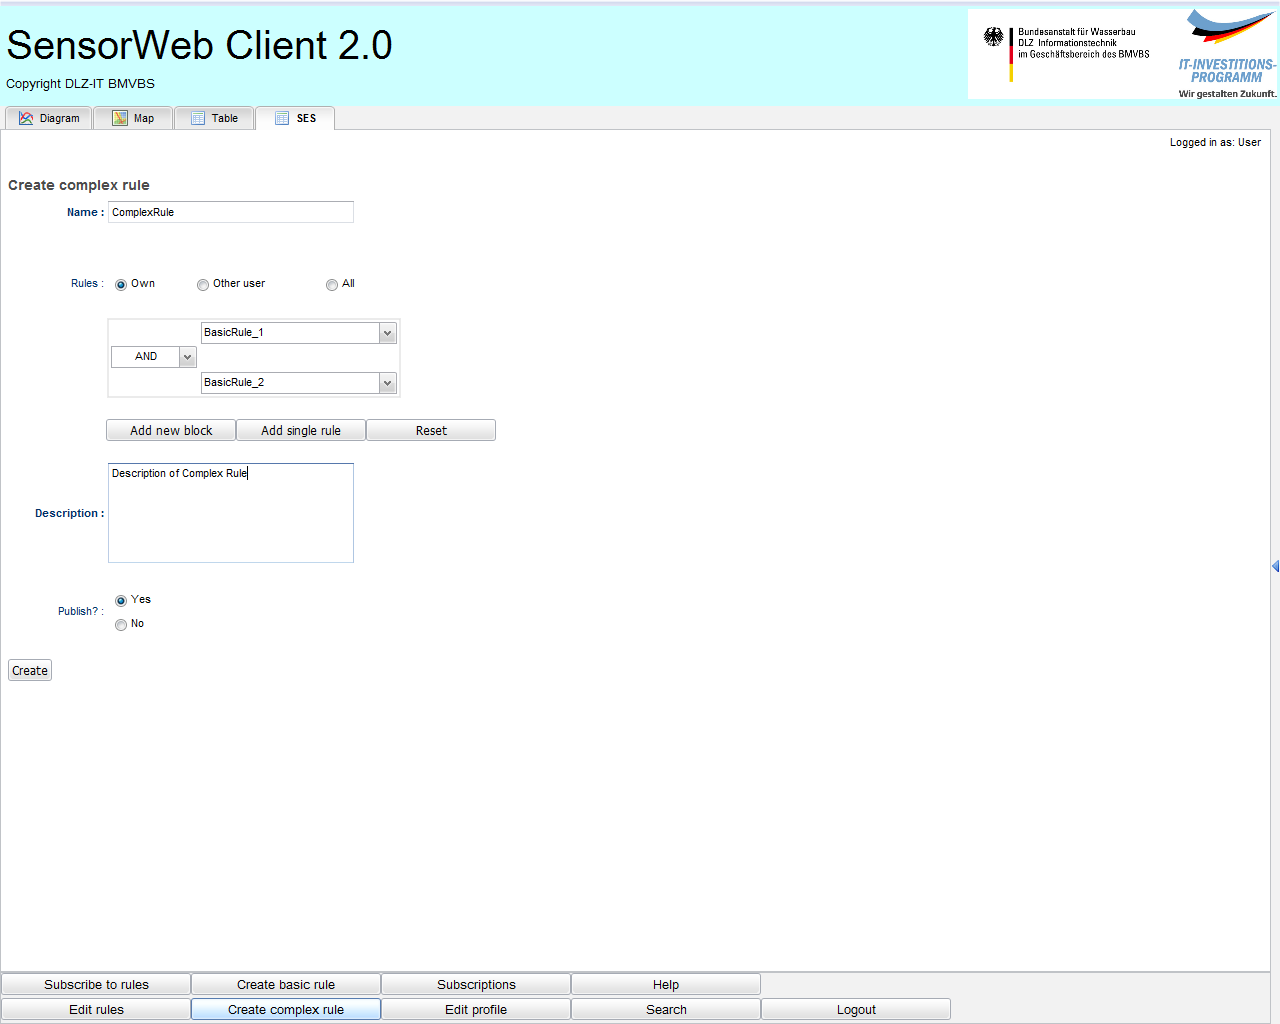 SensorWeb Client 2.0
Copyright DLZ-IT BMVBS
Bundesanstalt für Wasserbau
DLZ Informationstechnik
im Geschäftsbereich des BMVBS
IT-INVESTITIONS-
PROGRAMM
Wir gestalten Zukunft.
Diagram Map Table SES
Logged in as: User
Create complex rule
Name : ComplexRule
Rules : Own Other user All
BasicRule_1
AND
BasicRule_2
Add new block Add single rule Reset
Description of Complex Rule
Description :
Yes
Publish? :
No
Create
Subscribe to rules Create basic rule Subscriptions Help
Edit rules Create complex rule Edit profile Search Logout